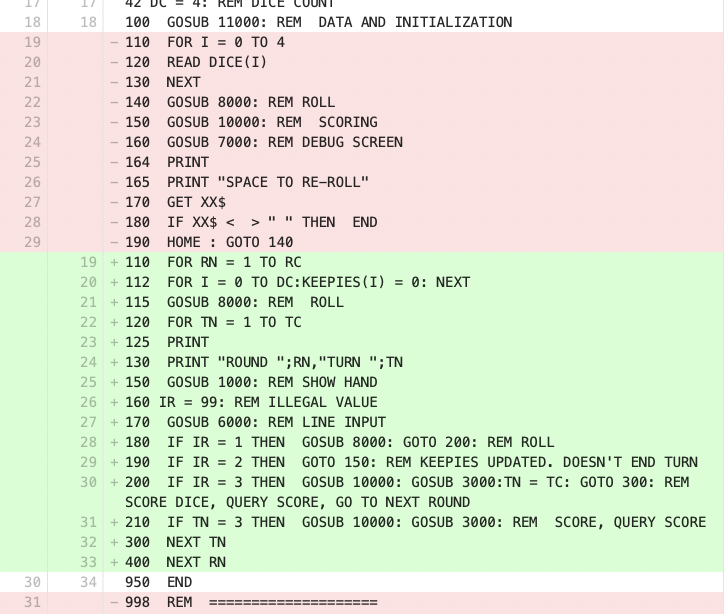 17 17 42 DC = 4: REM DICE COUNT
18 18 100 GOSUB 11000: REM DATA AND INITIALIZATION
19 - 110 FOR I = 0 TO 4
20 - 120 READ DICE(I)
21 - 130 NEXT
22 - 140 GOSUB 8000: REM ROLL
23 - 150 GOSUB 10000: REM SCORING
24 - 160 GOSUB 7000: REM DEBUG SCREEN
25 - 164 PRINT
26 - 165 PRINT "SPACE TO RE-ROLL"
27 - 170 GET XX$
28 - 180 IF XX$ < > " " THEN END
29 - 190 HOME : GOTO 140
19 + 110 FOR RN = 1 TO RC
20 + 112 FOR I = 0 TO DC:KEEPIES(I) = 0: NEXT
21 + 115 GOSUB 8000: REM ROLL
22 + 120 FOR TN = 1 TO TC
23 + 125 PRINT
24 + 130 PRINT "ROUND ";RN,"TURN ";TN
25 + 150 GOSUB 1000: REM SHOW HAND
26 + 160 IR = 99: REM ILLEGAL VALUE
27 + 170 GOSUB 6000: REM LINE INPUT
28 + 180 IF IR = 1 THEN GOSUB 8000: GOTO 200: REM ROLL
29 + 190 IF IR = 2 THEN GOTO 150: REM KEEPIES UPDATED. DOESN'T END TURN
30 + 200 IF IR = 3 THEN GOSUB 10000: GOSUB 3000:TN = TC: GOTO 300: REM
SCORE DICE, QUERY SCORE, GO TO NEXT ROUND
31 + 210 IF TN = 3 THEN GOSUB 10000: GOSUB 3000: REM SCORE, QUERY SCORE
32 + 300 NEXT TN
33 + 400 NEXT RN
30 34 950 END
31 - 998 REM ====================